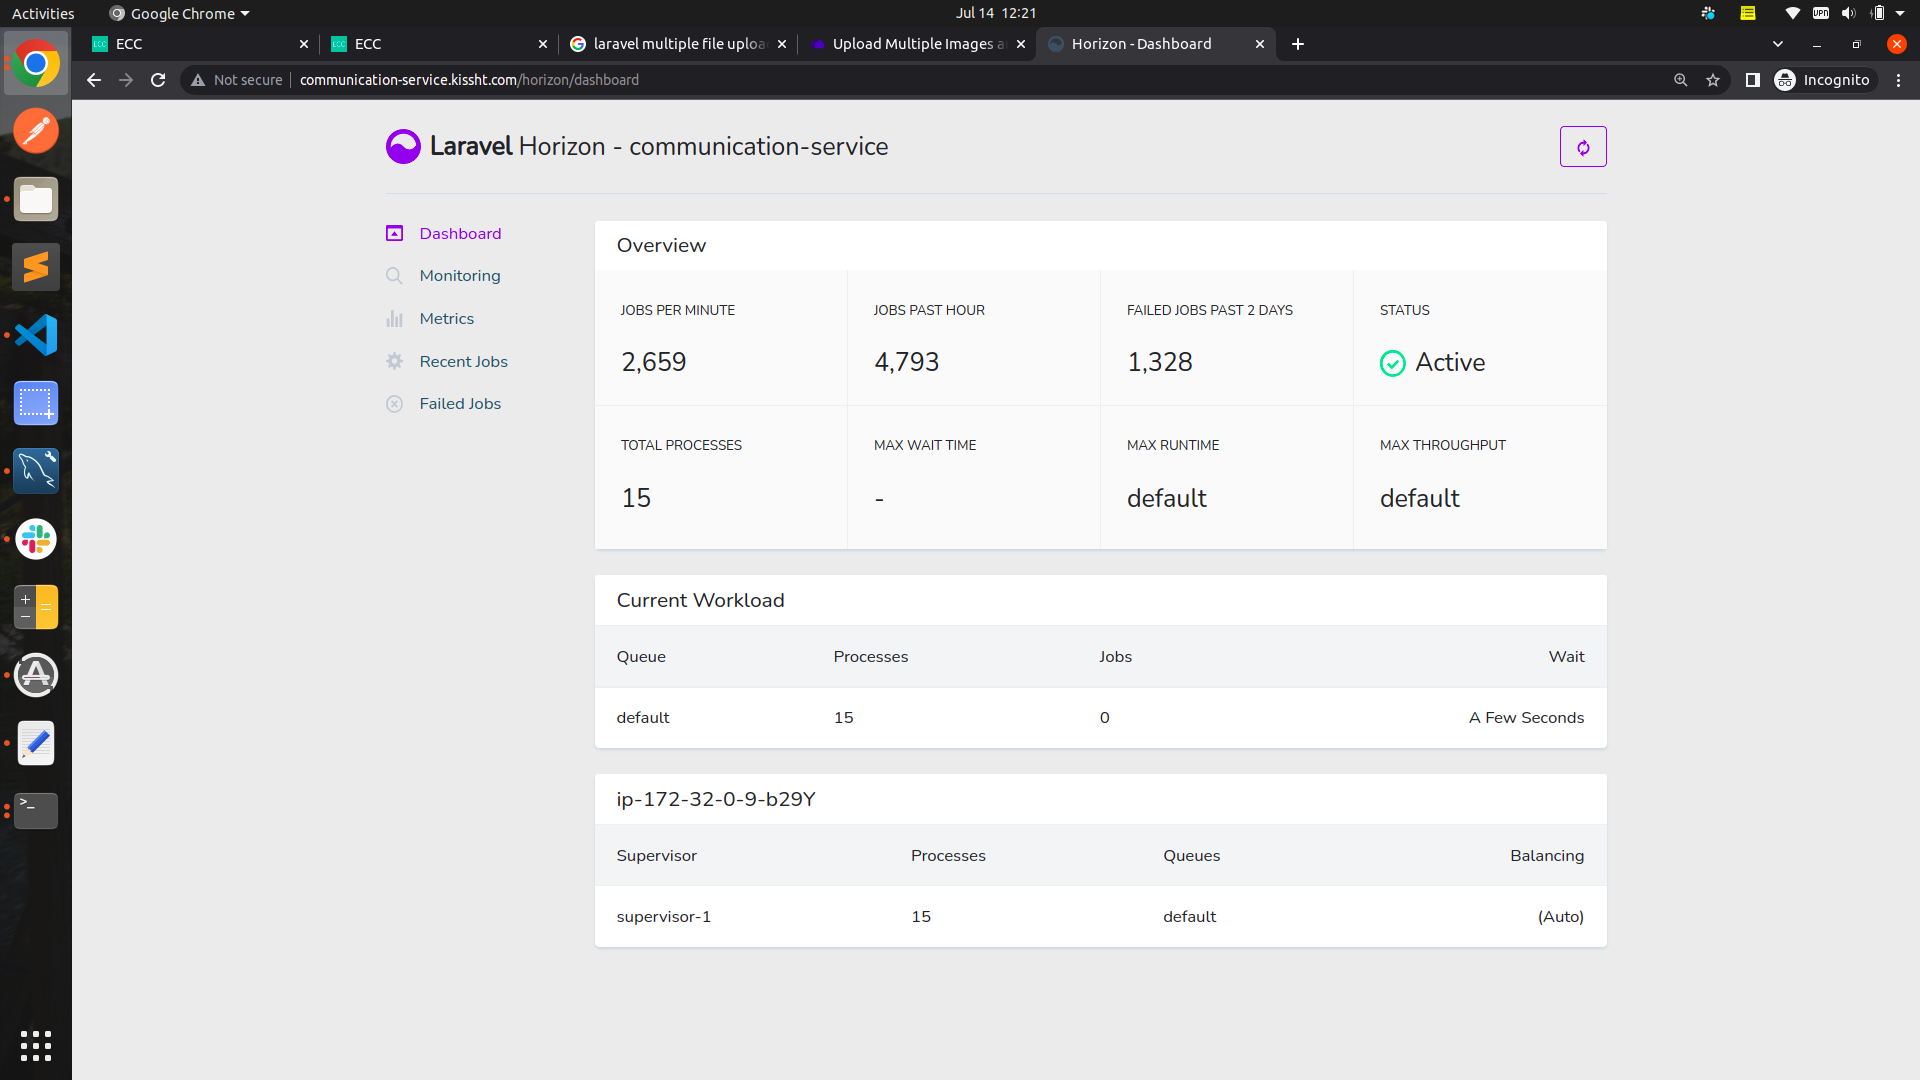 Activities
Google Chrome
Jul 14 12:21
VPN
ECC
ECC
laravel multiple file uploa
Upload Multiple Images a
Horizon - Dashboard
Not secure
communication-service.kissht.com/horizon/dashboard
Incognito
Laravel Horizon - communication-service
Dashboard
Monitoring
Metrics
Recent Jobs
Failed Jobs
Overview
JOBS PER MINUTE
JOBS PAST HOUR
FAILED JOBS PAST 2 DAYS
STATUS
2,659
4,793
1,328
Active
TOTAL PROCESSES
MAX WAIT TIME
MAX RUNTIME
MAX THROUGHPUT
15
-
default
default
Current Workload
Queue Processes Jobs Wait
default 15 0 A Few Seconds
ip-172-32-0-9-b29Y
Supervisor Processes Queues Balancing
supervisor-1 15 default (Auto)